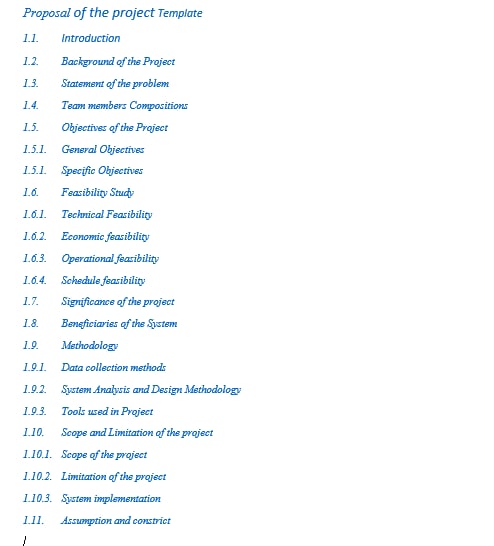 Proposal of the project Template
1.1. Introduction
1.2. Background of the Project
1.3. Statement of the problem
1.4. Team members Compositions
1.5. Objectives of the Project
1.5.1. General Objectives
1.5.1. Specific Objectives
1.6. Feasibility Study
1.6.1. Technical Feasibility
1.6.2. Economic feasibility
1.6.3. Operational feasibility
1.6.4. Schedule feasibility
1.7. Significance of the project
1.8. Beneficiaries of the System
1.9. Methodology
1.9.1. Data collection methods
1.9.2. System Analysis and Design Methodology
1.9.3. Tools used in Project
1.10. Scope and Limitation of the project
1.10.1. Scope of the project
1.10.2. Limitation of the project
1.10.3. System implementation
1.11. Assumption and constrict